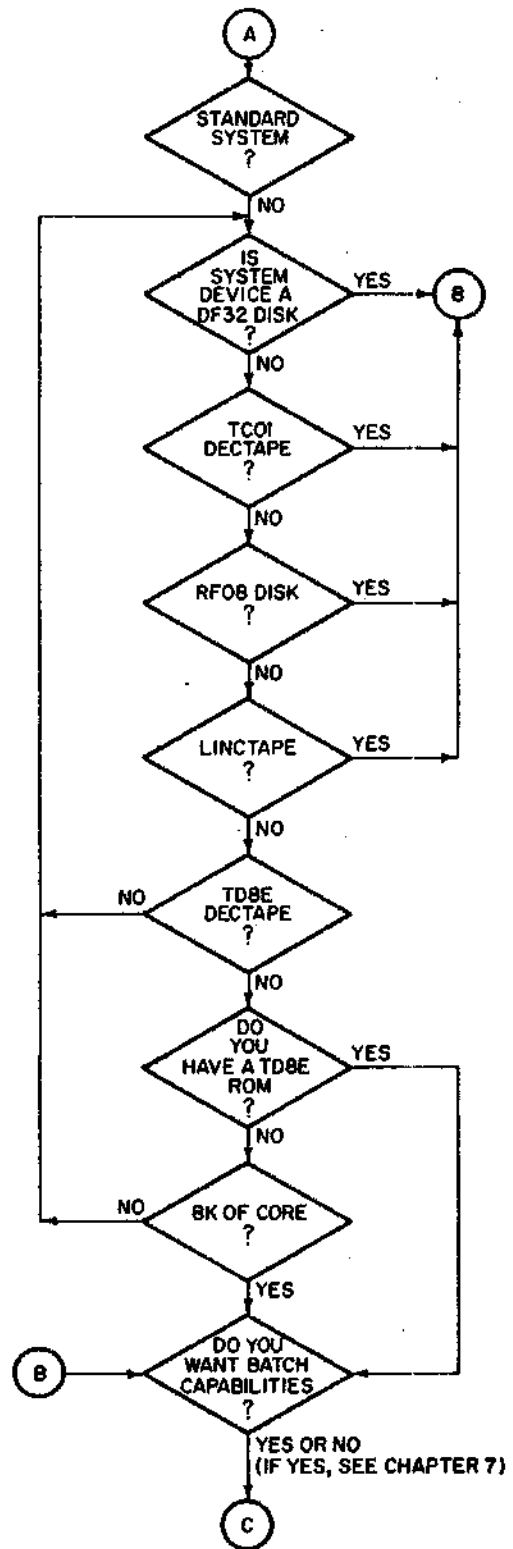 A
STANDARD
SYSTEM
?
NO
IS
SYSTEM
DEVICE A
DF32 DISK
?
YES
B
NO
TC01
DECTAPE
?
YES
NO
RF08 DISK
?
YES
NO
LINCTAPE
?
YES
NO
TD8E
DECTAPE
?
NO
NO
DO
YOU
HAVE A TD8E
ROM
?
YES
NO
8K OF CORE
?
NO
YES
B
DO YOU
WANT BATCH
CAPABILITIES
?
YES OR NO
(IF YES, SEE CHAPTER 7)
C